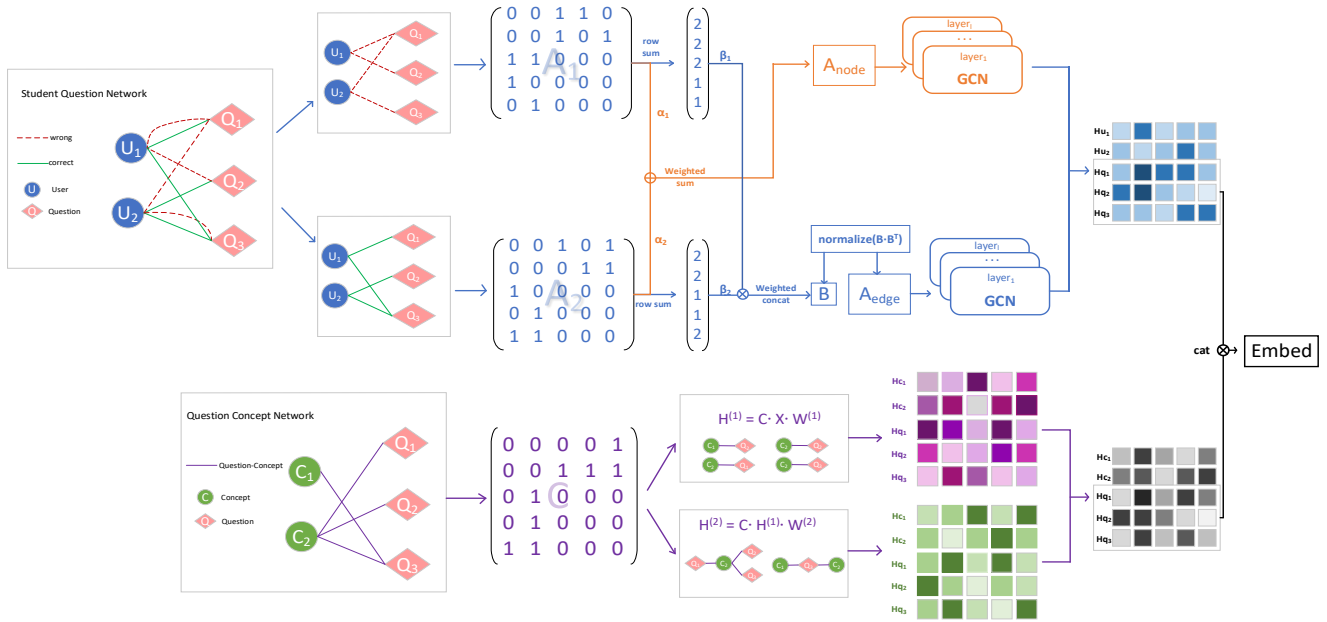 Student Question Network
wrong
correct
U User
Q Question
U₁
U₂
Q₁
Q₂
Q₃
U₁
U₂
Q₁
Q₂
Q₃
U₁
U₂
Q₁
Q₂
Q₃
A₁
0 0 1 1 0
0 0 1 0 1
1 1 0 0 0
1 0 0 0 0
0 1 0 0 0
row
sum
α₁
2
2
2
1
1
β₁
Weighted
sum
A₂
0 0 1 0 1
0 0 0 1 1
1 0 0 0 0
0 1 0 0 0
1 1 0 0 0
α₂
row sum
2
2
1
1
2
β₂
Weighted
concat
A_node
layerₗ
...
layer₁
GCN
normalize(B·Bᵀ)
B
A_edge
layerₗ
...
layer₁
GCN
Hu₁
Hu₂
Hq₁
Hq₂
Hq₃
cat
Embed
Question Concept Network
Question-Concept
C Concept
Q Question
C₁
C₂
Q₁
Q₂
Q₃
C
0 0 0 0 1
0 0 1 1 1
0 1 0 0 0
0 1 0 0 0
1 1 0 0 0
H⁽¹⁾ = C· X· W⁽¹⁾
H⁽²⁾ = C· H⁽¹⁾· W⁽²⁾
Hc₁
Hc₂
Hq₁
Hq₂
Hq₃
Hc₁
Hc₂
Hq₁
Hq₂
Hq₃
Hc₁
Hc₂
Hq₁
Hq₂
Hq₃